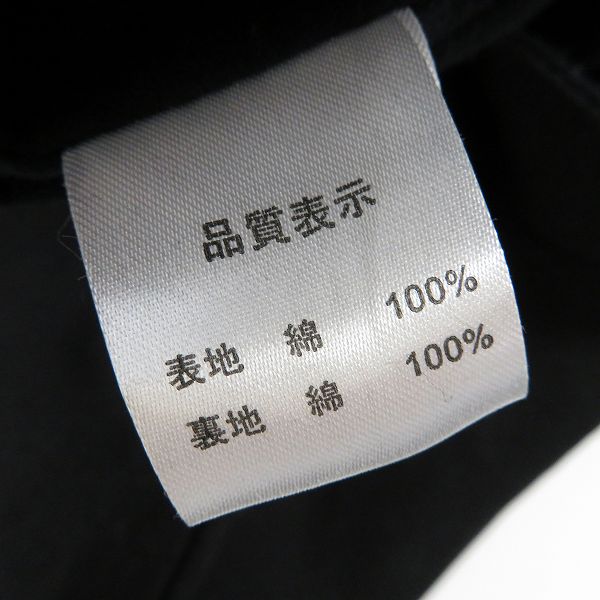 品質表示
表地 綿 100%
裏地 綿 100%